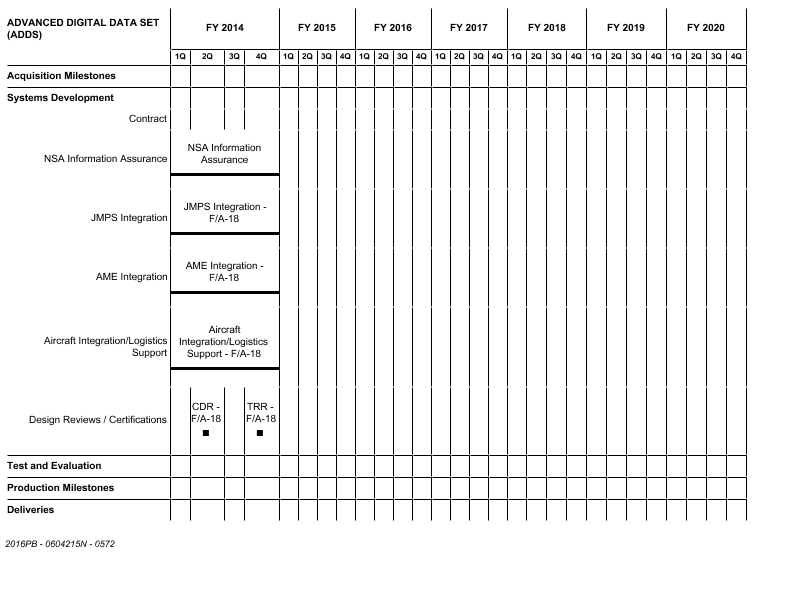 ADVANCED DIGITAL DATA SET
(ADDS)
FY 2014 FY 2015 FY 2016 FY 2017 FY 2018 FY 2019 FY 2020
1Q 2Q 3Q 4Q 1Q 2Q 3Q 4Q 1Q 2Q 3Q 4Q 1Q 2Q 3Q 4Q 1Q 2Q 3Q 4Q 1Q 2Q 3Q 4Q 1Q 2Q 3Q 4Q
Acquisition Milestones
Systems Development
Contract
NSA Information Assurance
NSA Information
Assurance
JMPS Integration
JMPS Integration -
F/A-18
AME Integration
AME Integration -
F/A-18
Aircraft Integration/Logistics
Support
Aircraft
Integration/Logistics
Support - F/A-18
Design Reviews / Certifications
CDR -
F/A-18
TRR -
F/A-18
Test and Evaluation
Production Milestones
Deliveries
2016PB - 0604215N - 0572